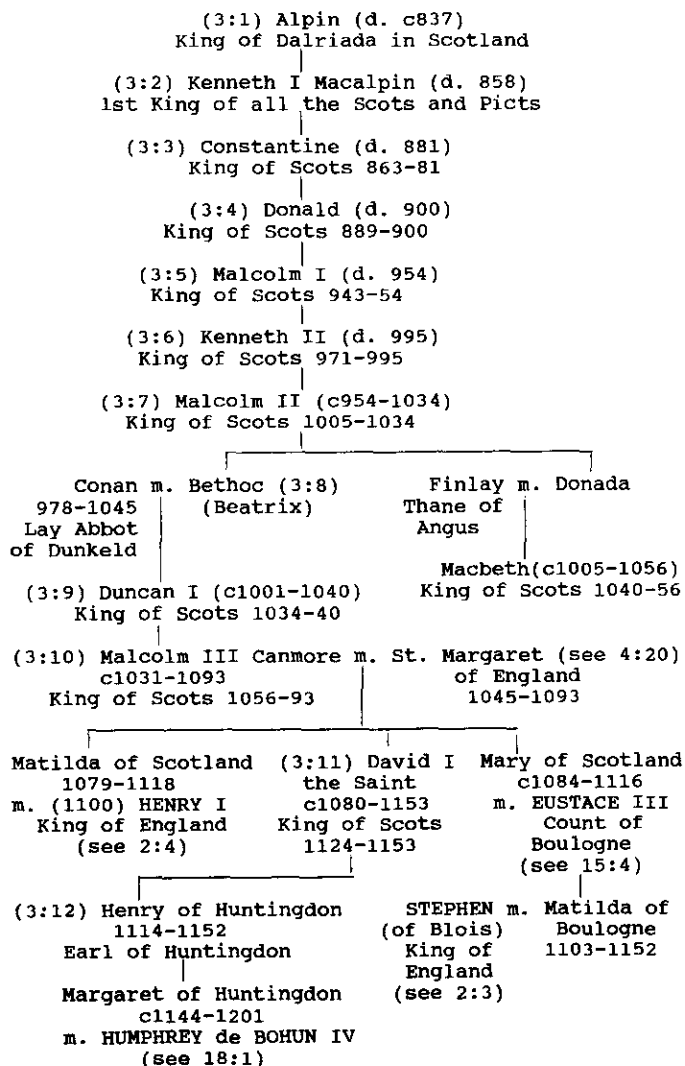 (3:1) Alpin (d. c837)
King of Dalriada in Scotland
(3:2) Kenneth I Macalpin (d. 858)
1st King of all the Scots and Picts
(3:3) Constantine (d. 881)
King of Scots 863-81
(3:4) Donald (d. 900)
King of Scots 889-900
(3:5) Malcolm I (d. 954)
King of Scots 943-54
(3:6) Kenneth II (d. 995)
King of Scots 971-995
(3:7) Malcolm II (c954-1034)
King of Scots 1005-1034
Conan m. Bethoc (3:8)
978-1045 (Beatrix)
Lay Abbot
of Dunkeld
Finlay m. Donada
Thane of
Angus
Macbeth(c1005-1056)
King of Scots 1040-56
(3:9) Duncan I (c1001-1040)
King of Scots 1034-40
(3:10) Malcolm III Canmore m. St. Margaret (see 4:20)
c1031-1093 of England
King of Scots 1056-93 1045-1093
Matilda of Scotland
1079-1118
m. (1100) HENRY I
King of England
(see 2:4)
(3:11) David I
the Saint
c1080-1153
King of Scots
1124-1153
Mary of Scotland
c1084-1116
m. EUSTACE III
Count of
Boulogne
(see 15:4)
(3:12) Henry of Huntingdon
1114-1152
Earl of Huntingdon
STEPHEN m. Matilda of
(of Blois) Boulogne
King of 1103-1152
England
(see 2:3)
Margaret of Huntingdon
c1144-1201
m. HUMPHREY de BOHUN IV
(see 18:1)